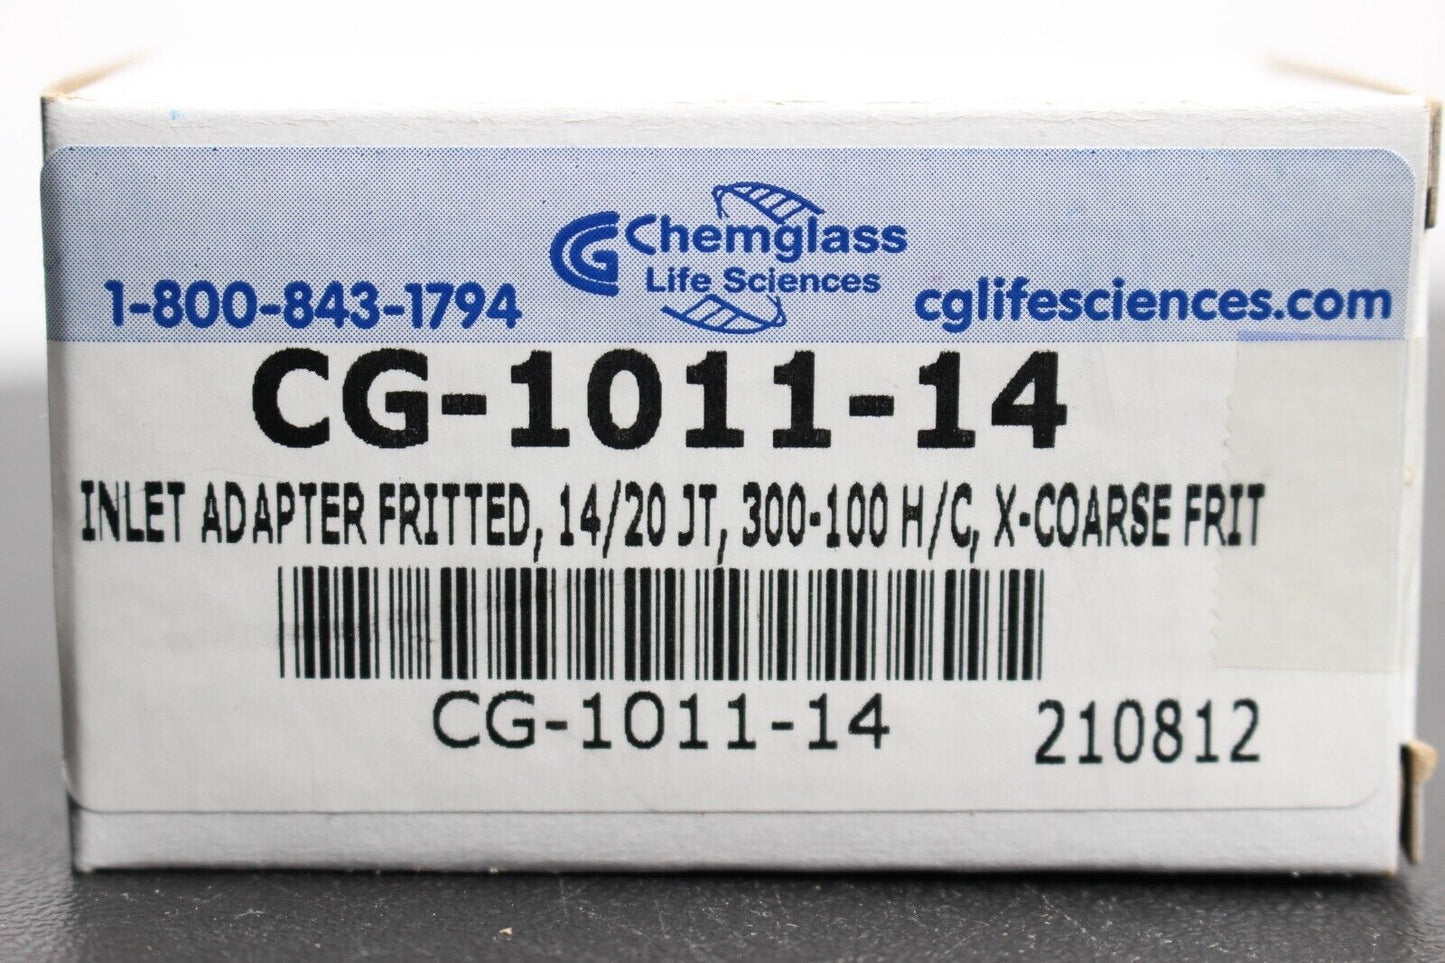 Chemglass
Life Sciences
1-800-843-1794
cglifesciences.com
CG-1011-14
INLET ADAPTER FRITTED, 14/20 JT, 300-100 H/C, X-COARSE FRIT
CG-1011-14
210812